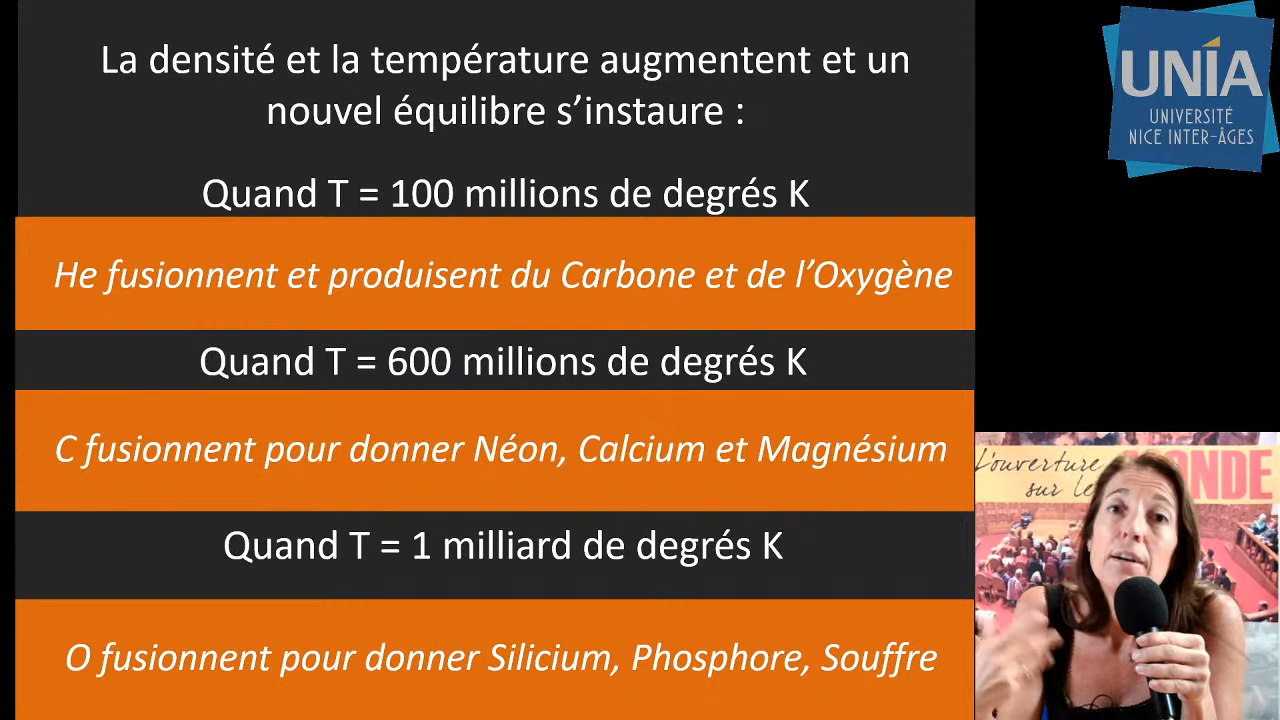 La densité et la température augmentent et un
nouvel équilibre s’instaure :
Quand T = 100 millions de degrés K
He fusionnent et produisent du Carbone et de l’Oxygène
Quand T = 600 millions de degrés K
C fusionnent pour donner Néon, Calcium et Magnésium
Quand T = 1 milliard de degrés K
O fusionnent pour donner Silicium, Phosphore, Souffre
UNIA
UNIVERSITÉ
NICE INTER-ÂGES
L'ouverture
sur le
ONDE